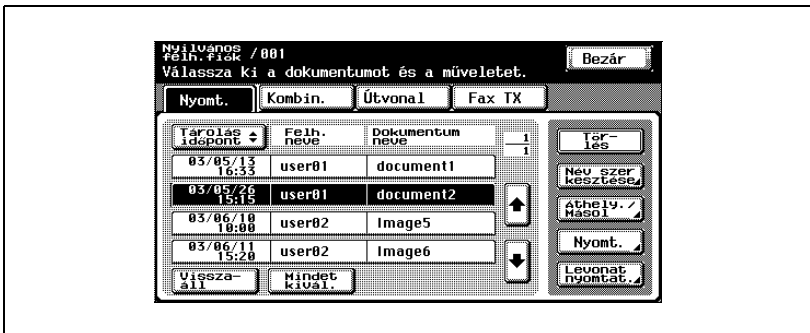 Nyilvános
felh.fiók /001
Bezár
Válassza ki a dokumentumot és a műveletet.
Nyomt. Kombin. Útvonal Fax TX
Tárolás
időpont
Felh.
neve
Dokumentum
neve
1
1
Tör-
lés
03/05/13
16:33
user01 document1
Név szer
kesztése
03/05/26
15:15
user01 document2
Áthely./
Másol
03/06/10
10:00
user02 Image5
Nyomt.
03/06/11
15:20
user02 Image6
Vissza-
áll
Mindet
kivál.
Levonat
nyomtat.